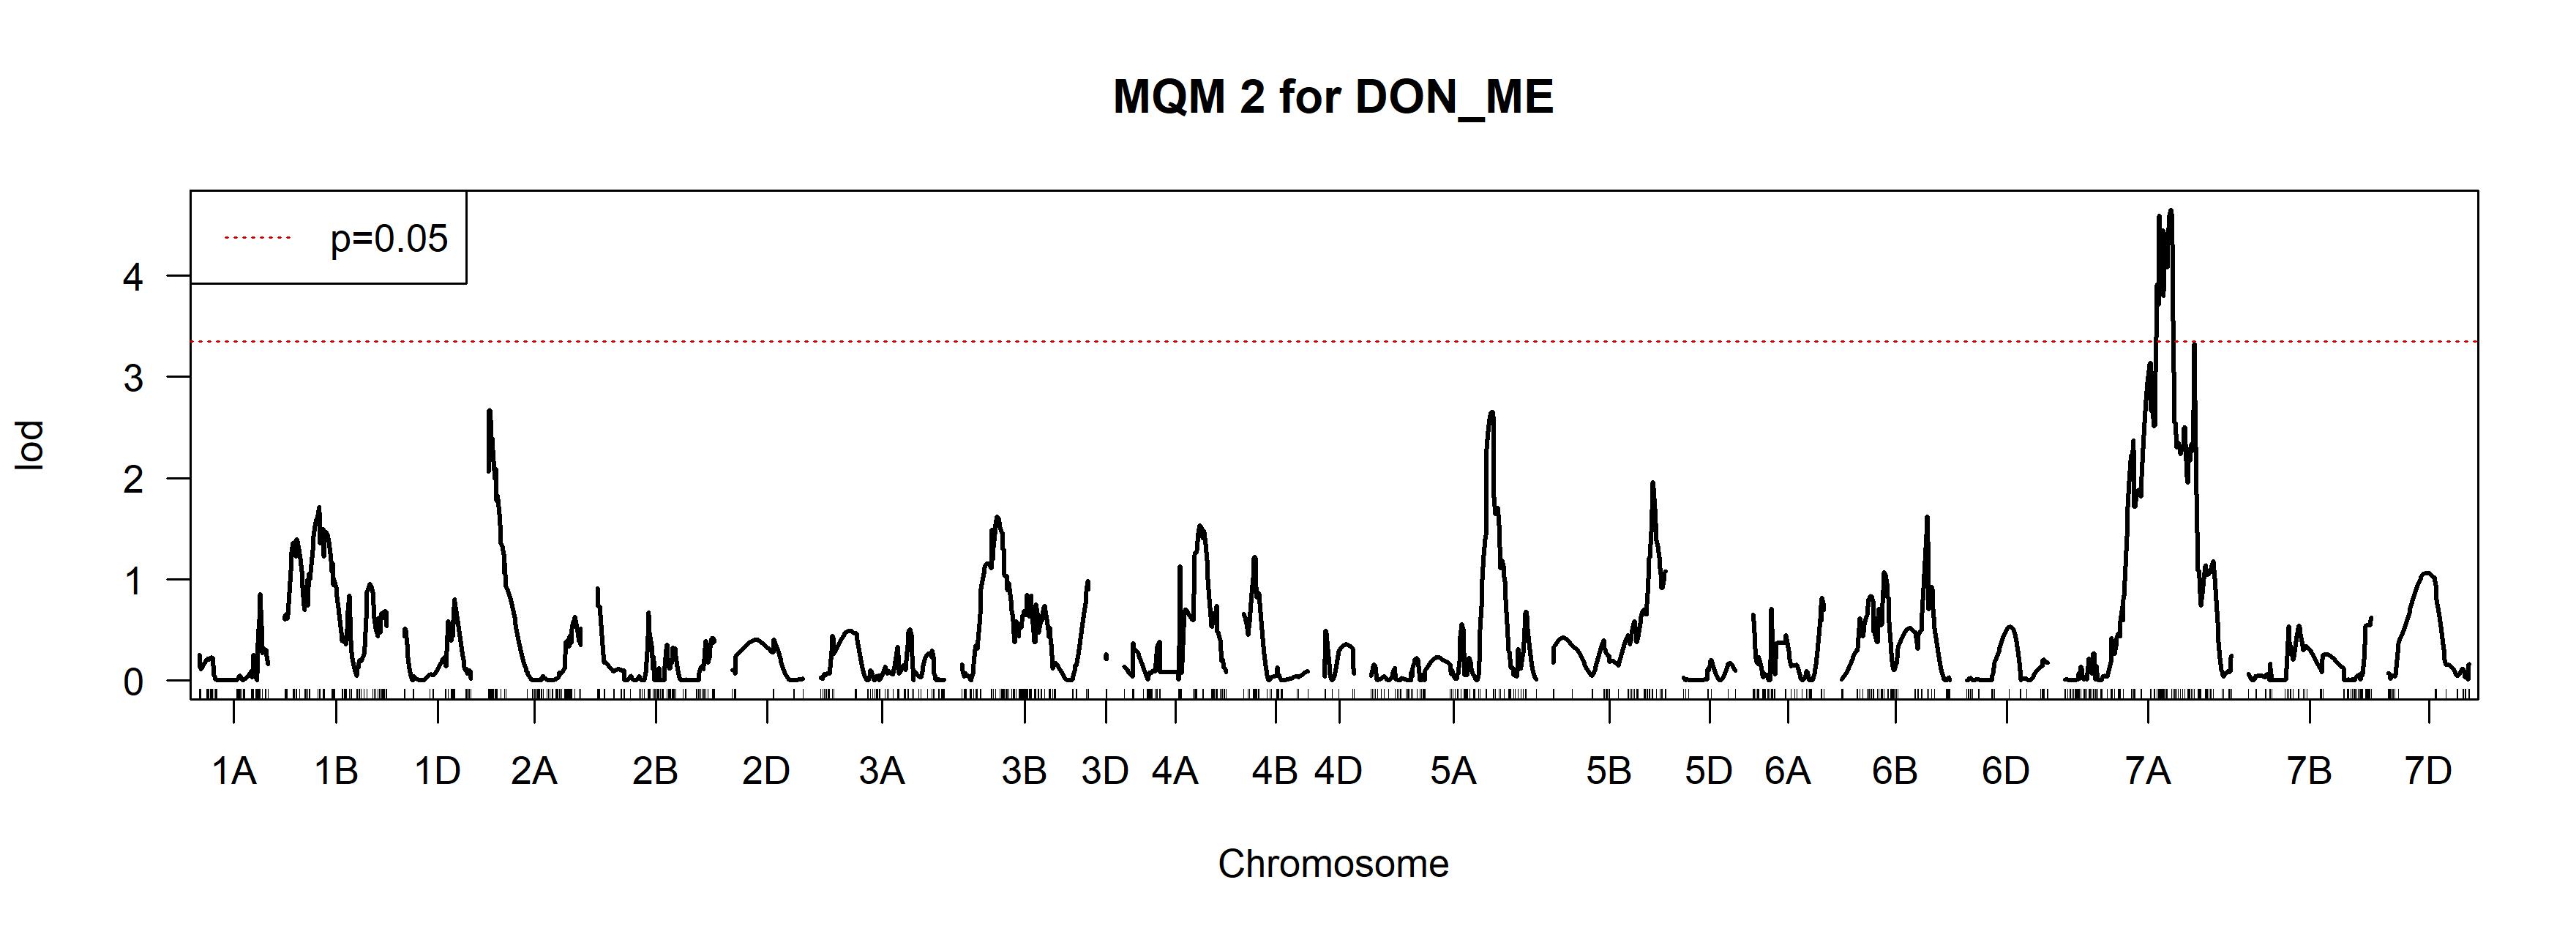 MQM 2 for DON_ME
p=0.05
4
3
2
1
0
lod
1A 1B 1D 2A 2B 2D 3A 3B 3D 4A 4B 4D 5A 5B 5D 6A 6B 6D 7A 7B 7D
Chromosome